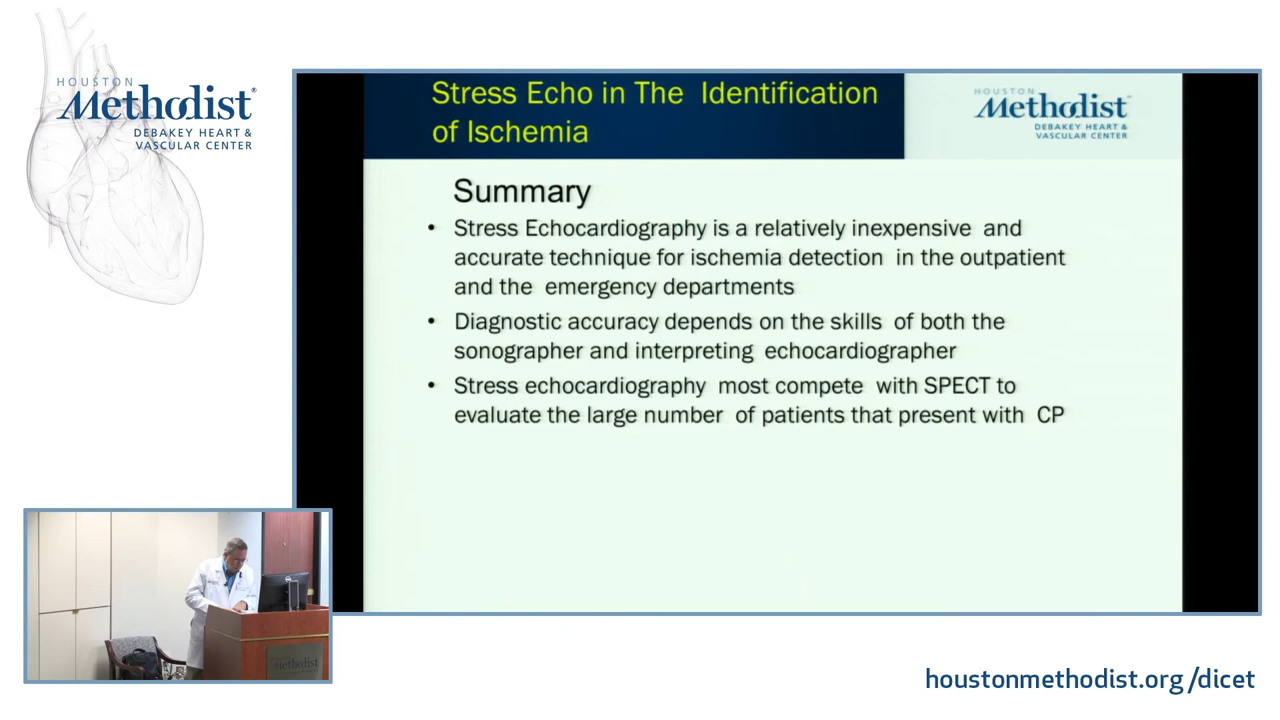 HOUSTON
Methodist®
DEBAKEY HEART &
VASCULAR CENTER
Stress Echo in The Identification
of Ischemia
HOUSTON
Methodist
DEBAKEY HEART &
VASCULAR CENTER
Summary
• Stress Echocardiography is a relatively inexpensive and
accurate technique for ischemia detection in the outpatient
and the emergency departments
• Diagnostic accuracy depends on the skills of both the
sonographer and interpreting echocardiographer
• Stress echocardiography most compete with SPECT to
evaluate the large number of patients that present with CP
Methodist
houstonmethodist.org/dicet